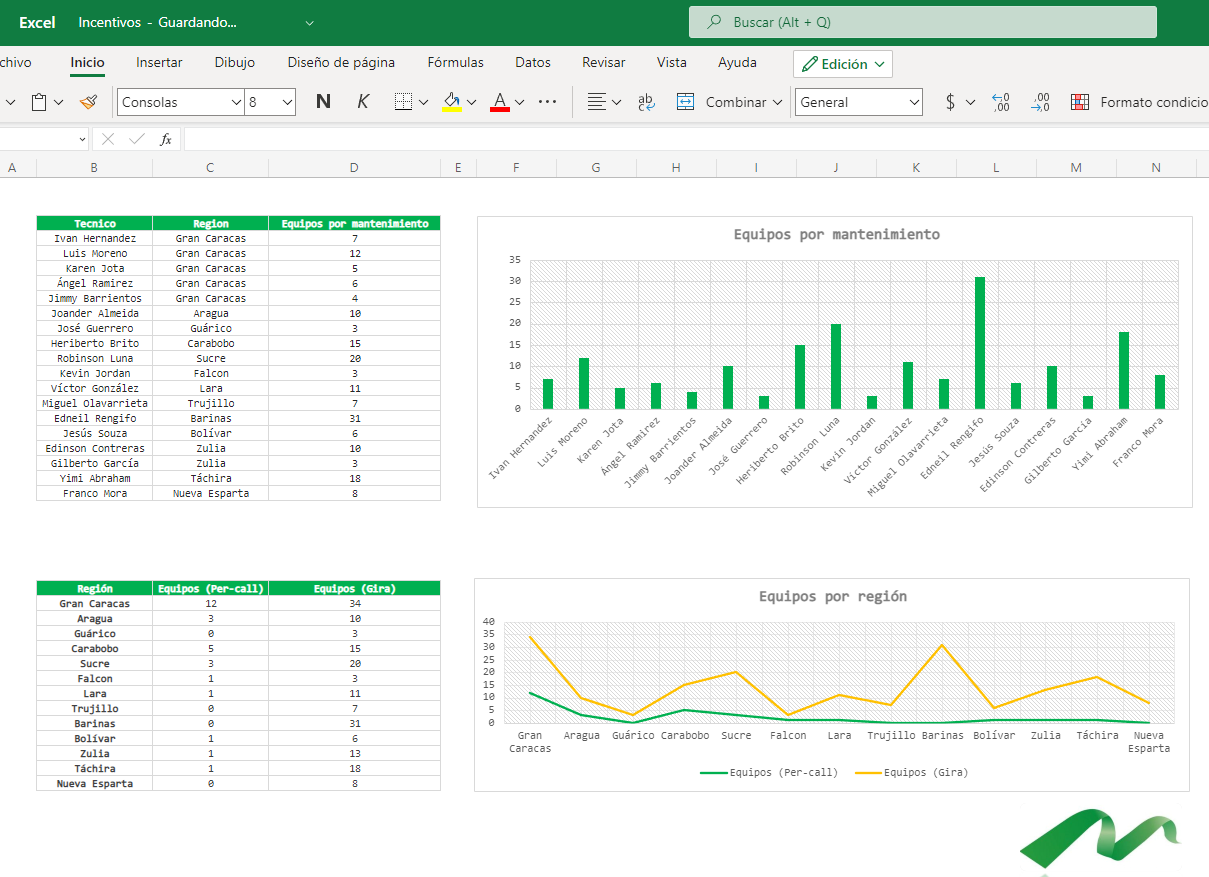 Excel Incentivos - Guardando... Buscar (Alt + Q)
chivo Inicio Insertar Dibujo Diseño de página Fórmulas Datos Revisar Vista Ayuda Edición
Consolas 8 N K A ab Combinar General $ Formato condicio
fx
A B C D E F G H I J K L M N
Tecnico Region Equipos por mantenimiento
Ivan Hernandez Gran Caracas 7
Luis Moreno Gran Caracas 12
Karen Jota Gran Caracas 5
Ángel Ramirez Gran Caracas 6
Jimmy Barrientos Gran Caracas 4
Joander Almeida Aragua 10
José Guerrero Guárico 3
Heriberto Brito Carabobo 15
Robinson Luna Sucre 20
Kevin Jordan Falcon 3
Víctor González Lara 11
Miguel Olavarrieta Trujillo 7
Edneil Rengifo Barinas 31
Jesús Souza Bolívar 6
Edinson Contreras Zulia 10
Gilberto García Zulia 3
Yimi Abraham Táchira 18
Franco Mora Nueva Esparta 8
Equipos por mantenimiento
35
30
25
20
15
10
5
0
Ivan Hernandez Luis Moreno Karen Jota Ángel Ramirez Jimmy Barrientos Joander Almeida José Guerrero Heriberto Brito Robinson Luna Kevin Jordan Víctor González Miguel Olavarrieta Edneil Rengifo Jesús Souza Edinson Contreras Gilberto García Yimi Abraham Franco Mora
Región Equipos (Per-call) Equipos (Gira)
Gran Caracas 12 34
Aragua 3 10
Guárico 0 3
Carabobo 5 15
Sucre 3 20
Falcon 1 3
Lara 1 11
Trujillo 0 7
Barinas 0 31
Bolívar 1 6
Zulia 1 13
Táchira 1 18
Nueva Esparta 0 8
Equipos por región
40
35
30
25
20
15
10
5
0
Gran Caracas Aragua Guárico Carabobo Sucre Falcon Lara Trujillo Barinas Bolívar Zulia Táchira Nueva Esparta
Equipos (Per-call) Equipos (Gira)